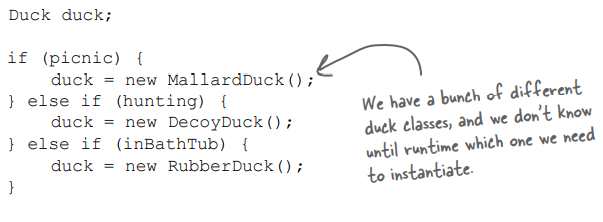 Duck duck;
if (picnic) {
duck = new MallardDuck();
} else if (hunting) {
duck = new DecoyDuck();
} else if (inBathTub) {
duck = new RubberDuck();
}
We have a bunch of different
duck classes, and we don't know
until runtime which one we need
to instantiate.